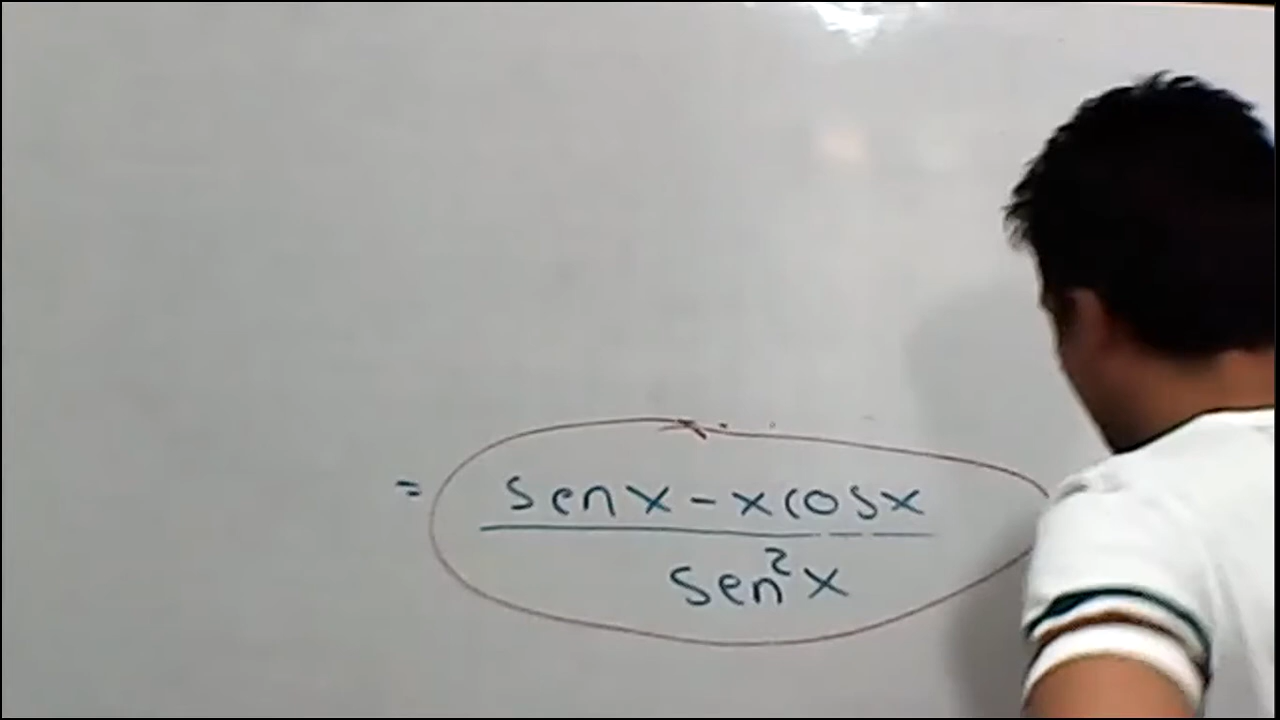 = senx-xcosx
sen²x